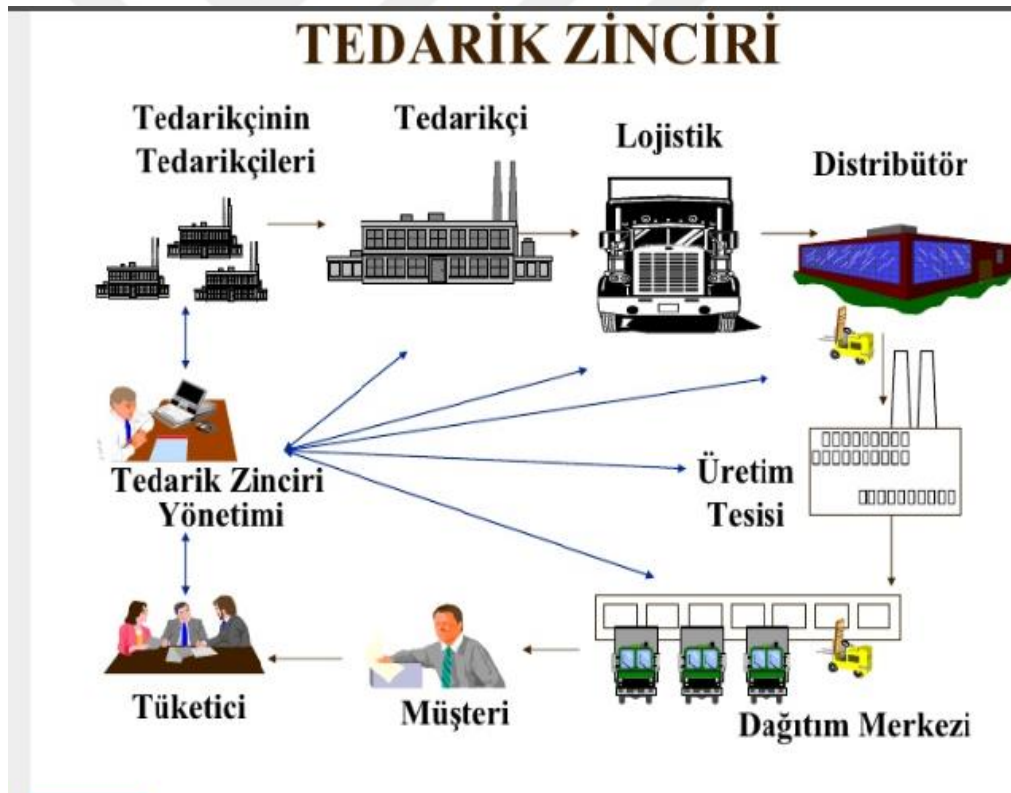 TEDARİK ZİNCİRİ
Tedarikçinin
Tedarikçileri
Tedarikçi
Lojistik
Distribütör
Tedarik Zinciri
Yönetimi
Üretim
Tesisi
Tüketici
Müşteri
Dağıtım Merkezi